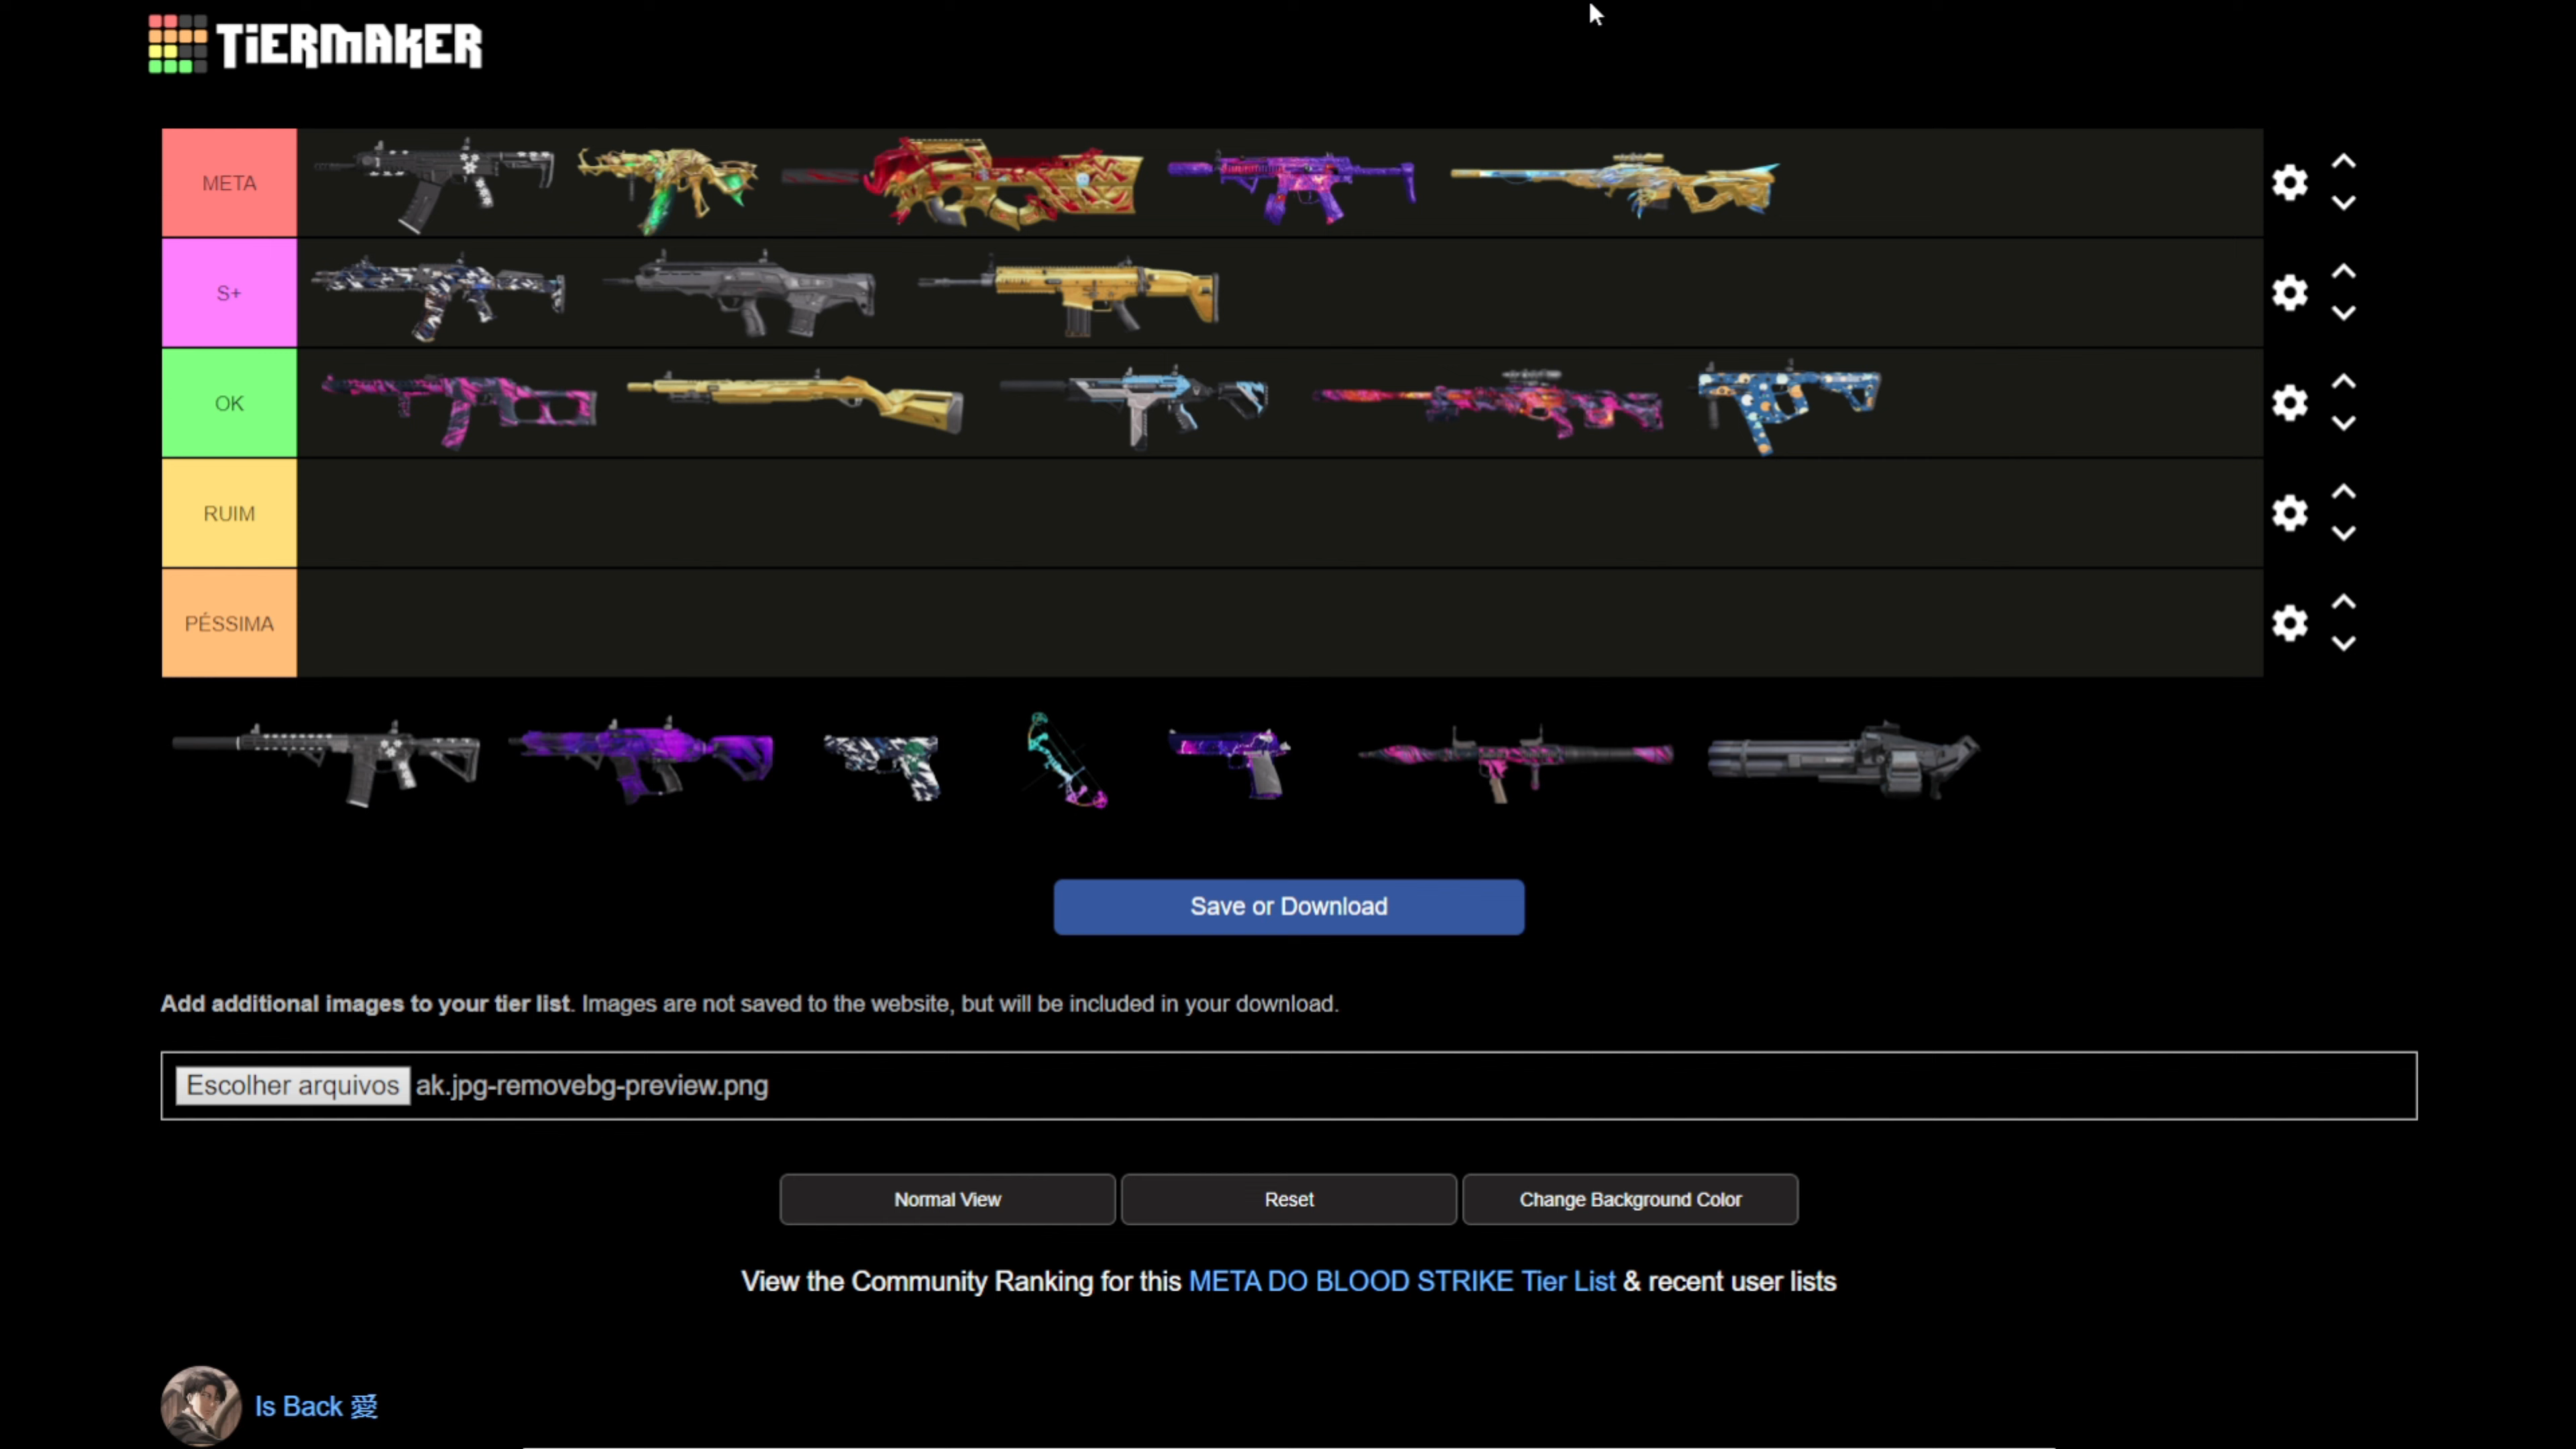 TiERMAKER
META
S+
OK
RUIM
PÉSSIMA
Save or Download
Add additional images to your tier list. Images are not saved to the website, but will be included in your download.
Escolher arquivos ak.jpg-removebg-preview.png
Normal View
Reset
Change Background Color
View the Community Ranking for this META DO BLOOD STRIKE Tier List & recent user lists
Is Back 愛